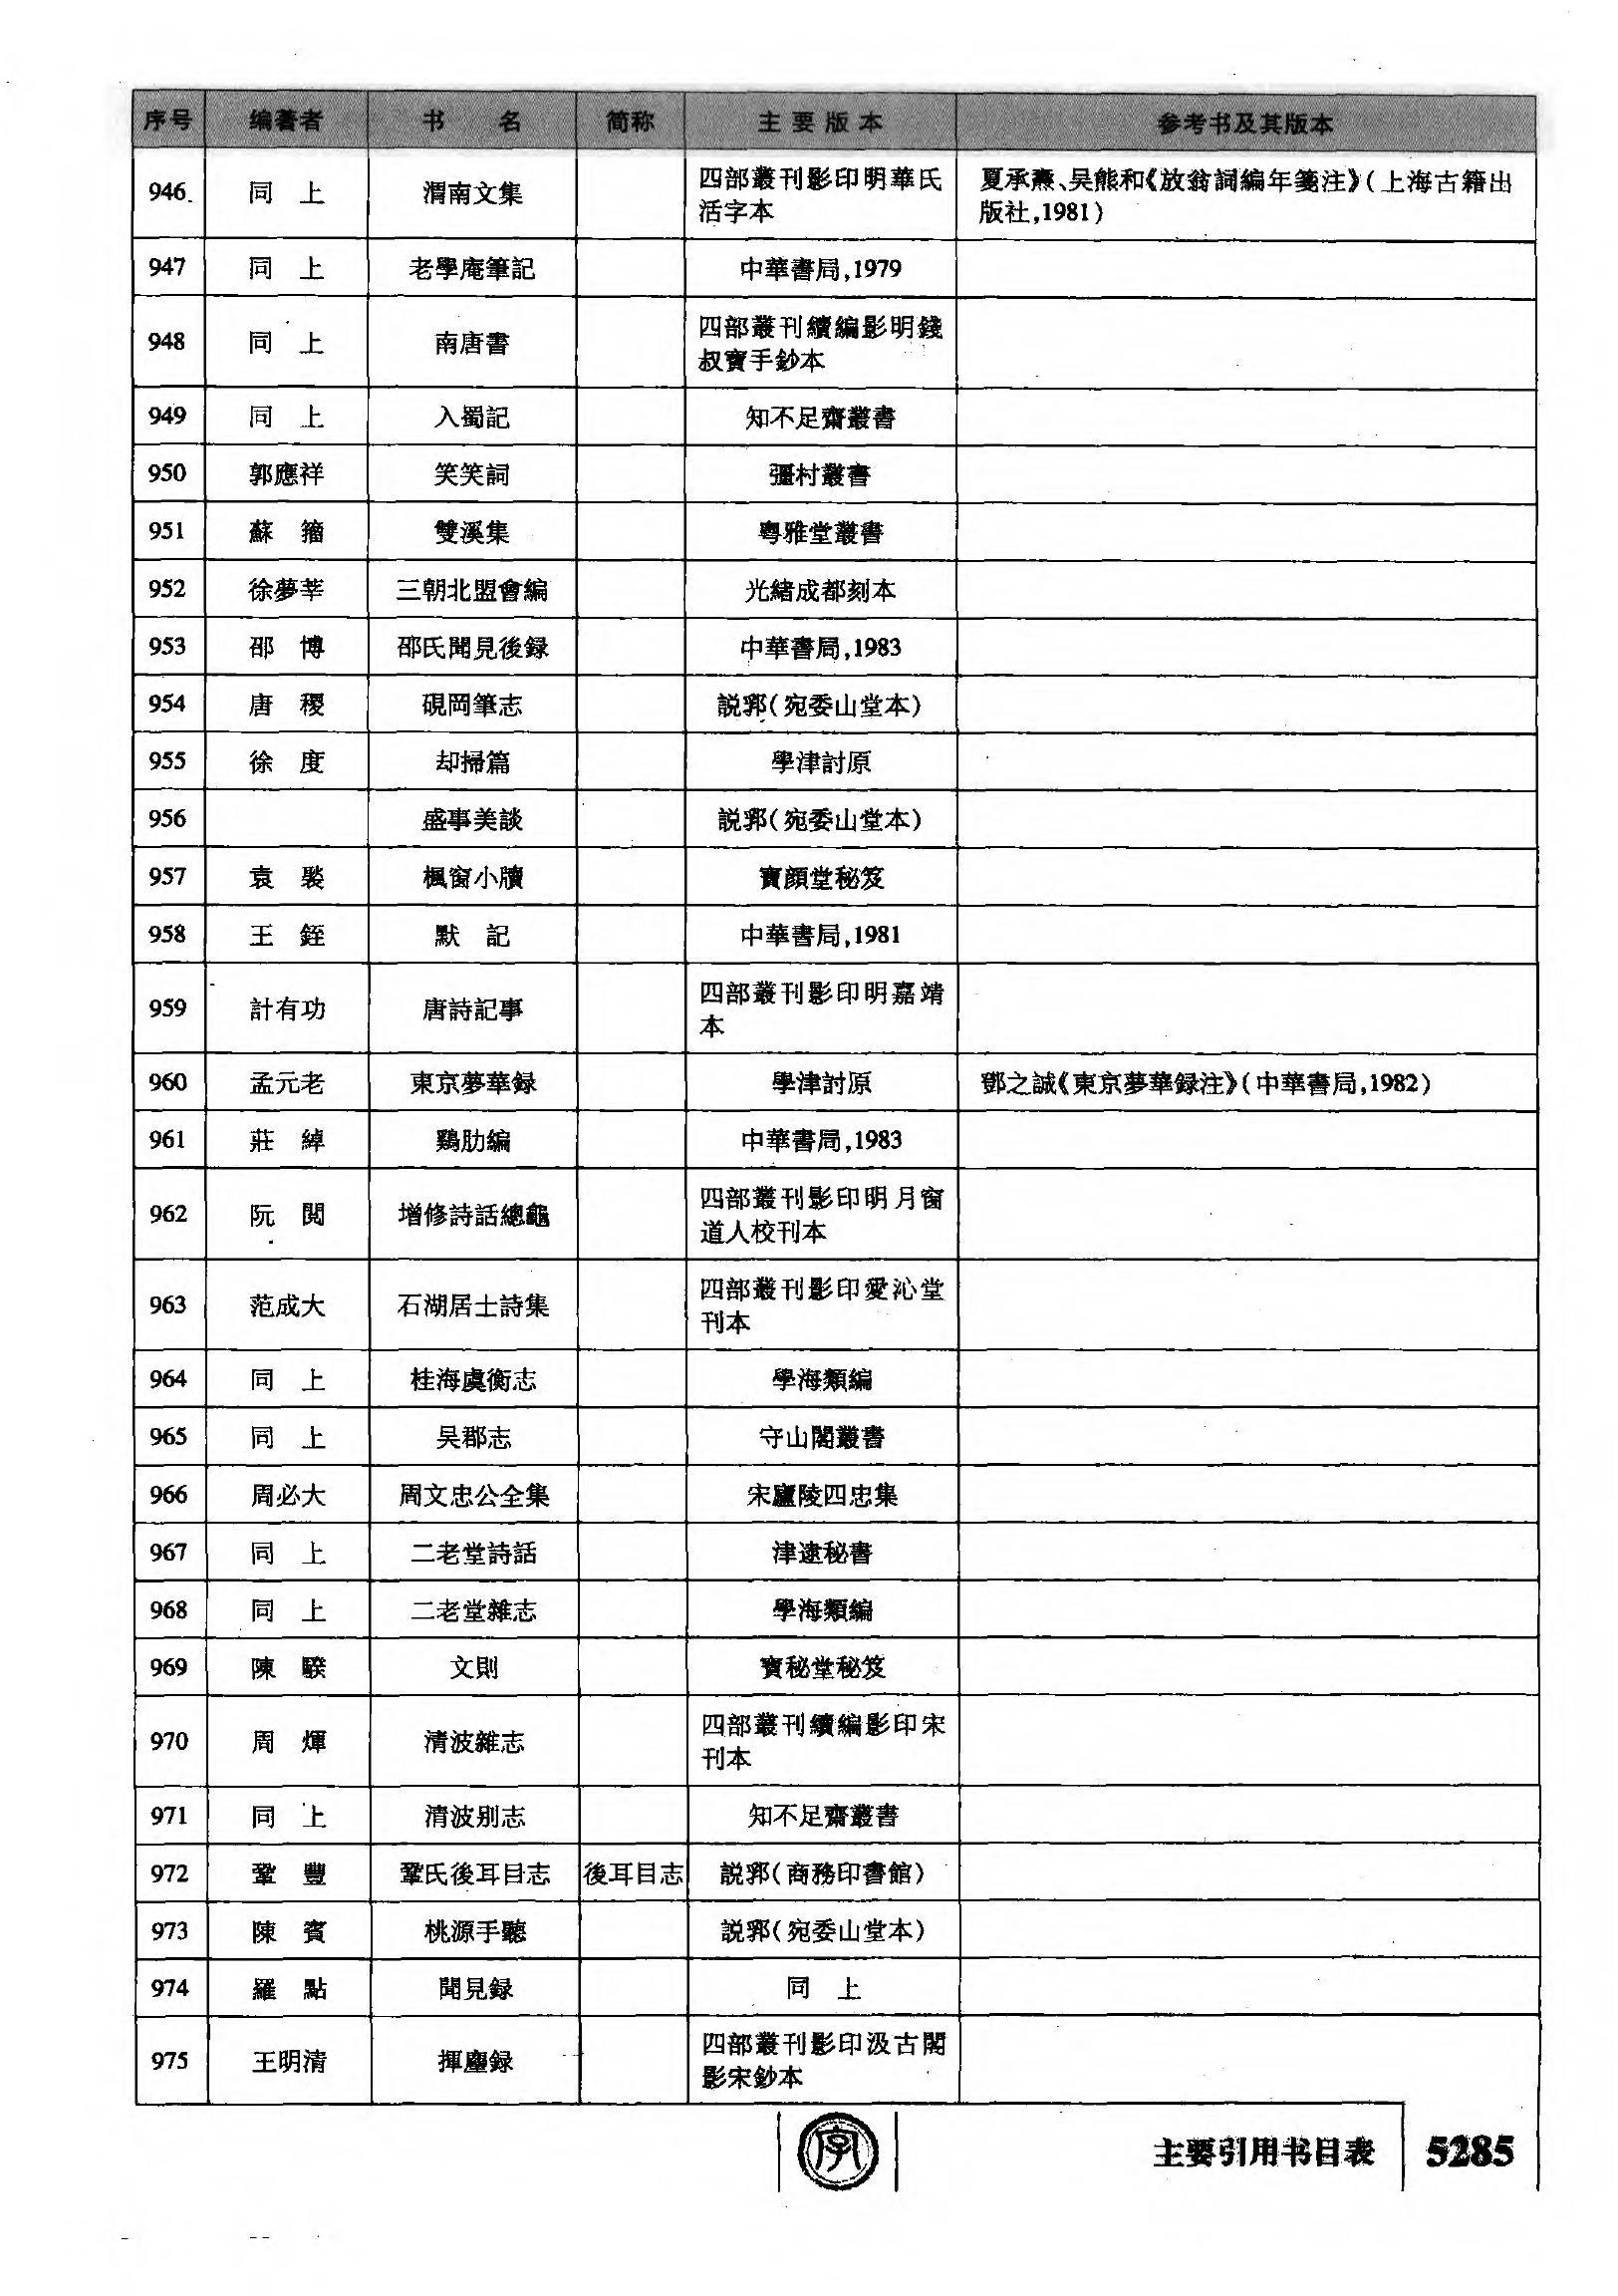 序号 编著者 书 名 简称 主要版本 参考书及其版本
946 同 上 渭南文集 四部叢刊影印明華氏 夏承燾、吴熊和《放翁詞編年箋注》(上海古籍出
活字本 版社,1981)
947 同 上 老學庵筆記 中華書局,1979
948 同 上 南唐書 四部叢刊續編影明錢
叔寶手鈔本
949 同 上 入蜀記 知不足齋叢書
950 郭應祥 笑笑詞 彊村叢書
951 蘇 籀 雙溪集 粤雅堂叢書
952 徐夢莘 三朝北盟會編 光緒成都刻本
953 邵 博 邵氏聞見後録 中華書局,1983
954 唐 稷 硯岡筆志 説郛(宛委山堂本)
955 徐 度 却掃篇 學津討原
956 盛事美談 説郛(宛委山堂本)
957 袁 褧 楓窗小牘 寶顔堂秘笈
958 王 銍 默 記 中華書局,1981
959 計有功 唐詩記事 四部叢刊影印明嘉靖
本
960 孟元老 東京夢華録 學津討原 鄧之誠《東京夢華録注》(中華書局,1982)
961 莊 綽 鷄肋編 中華書局,1983
962 阮 閱 增修詩話總龜 四部叢刊影印明月窗
道人校刊本
963 范成大 石湖居士詩集 四部叢刊影印愛沁堂
刊本
964 同 上 桂海虞衡志 學海類編
965 同 上 吴郡志 守山閣叢書
966 周必大 周文忠公全集 宋廬陵四忠集
967 同 上 二老堂詩話 津逮秘書
968 同 上 二老堂雜志 學海類編
969 陳 騤 文則 寶秘堂秘笈
970 周 煇 清波雜志 四部叢刊續編影印宋
刊本
971 同 上 清波别志 知不足齋叢書
972 鞏 豐 鞏氏後耳目志 後耳目志 説郛(商務印書館)
973 陳 賓 桃源手聽 説郛(宛委山堂本)
974 羅 點 聞見録 同 上
975 王明清 揮麈録 四部叢刊影印汲古閣
影宋鈔本
字
主要引用书目表 5285